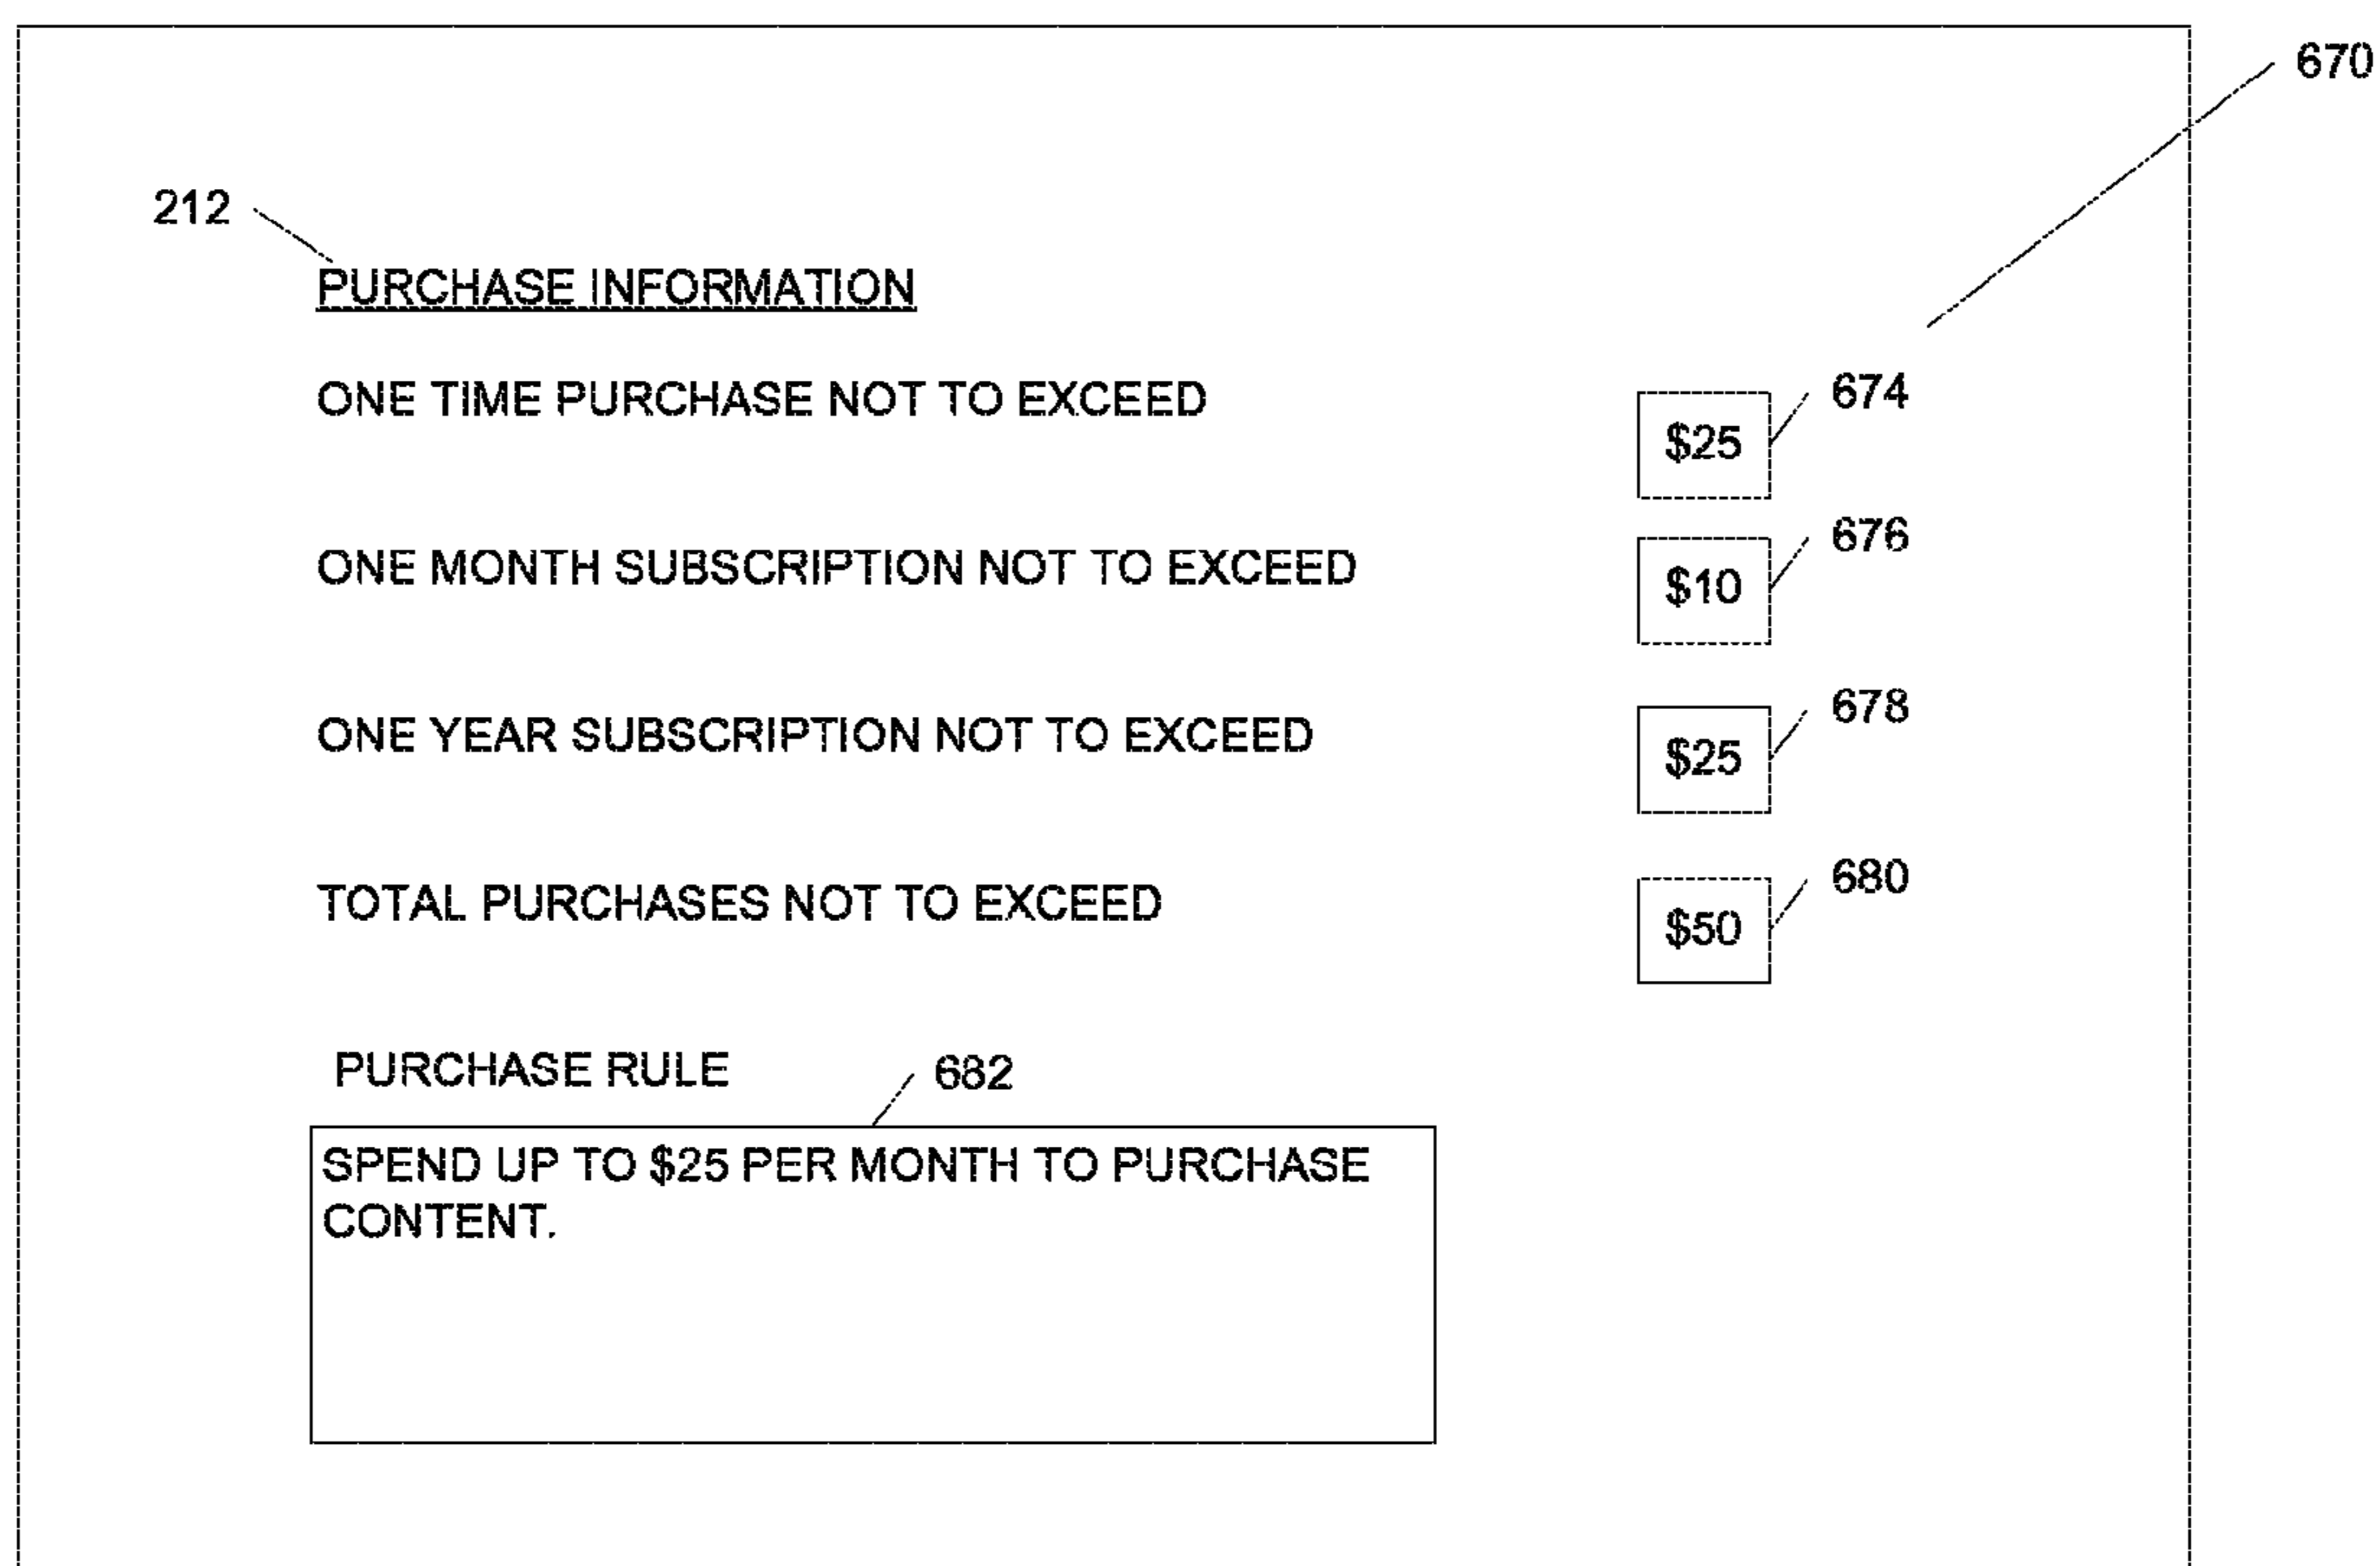 670
212
PURCHASE INFORMATION
ONE TIME PURCHASE NOT TO EXCEED
674
$25
ONE MONTH SUBSCRIPTION NOT TO EXCEED
676
$10
ONE YEAR SUBSCRIPTION NOT TO EXCEED
678
$25
TOTAL PURCHASES NOT TO EXCEED
680
$50
PURCHASE RULE
682
SPEND UP TO $25 PER MONTH TO PURCHASE
CONTENT.